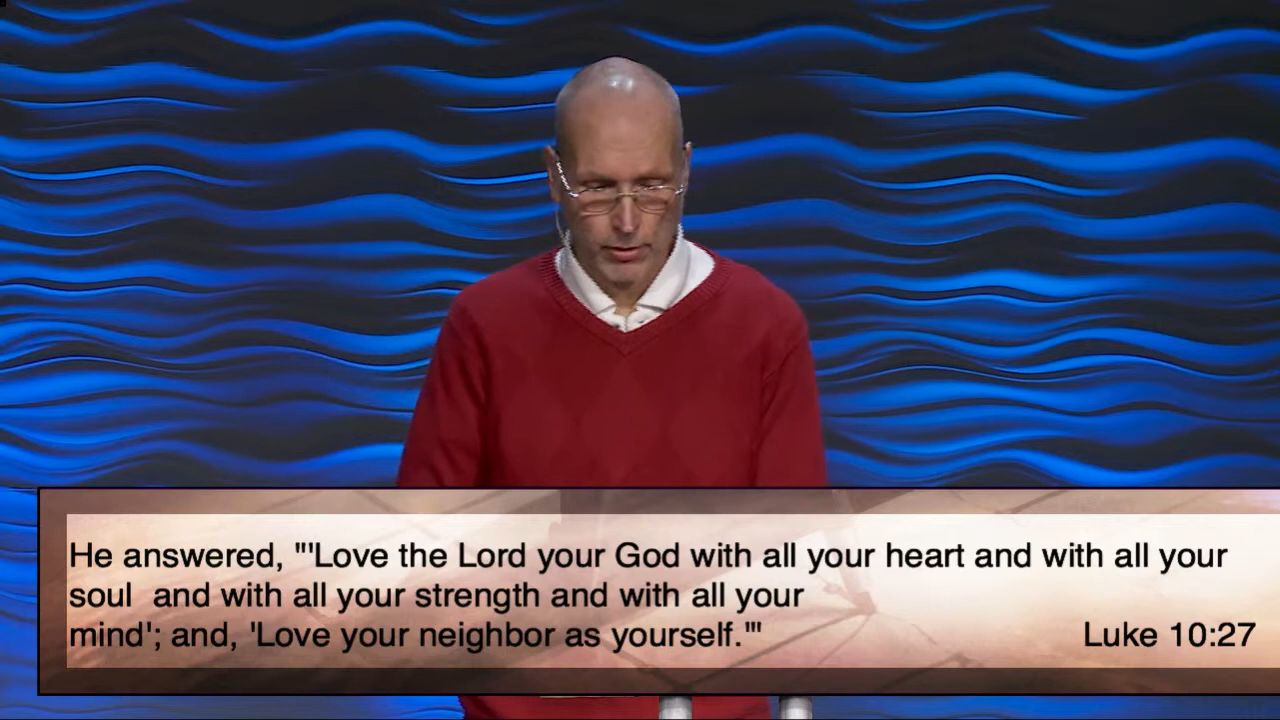 He answered, "'Love the Lord your God with all your heart and with all your
soul  and with all your strength and with all your
mind'; and, 'Love your neighbor as yourself.'"
Luke 10:27